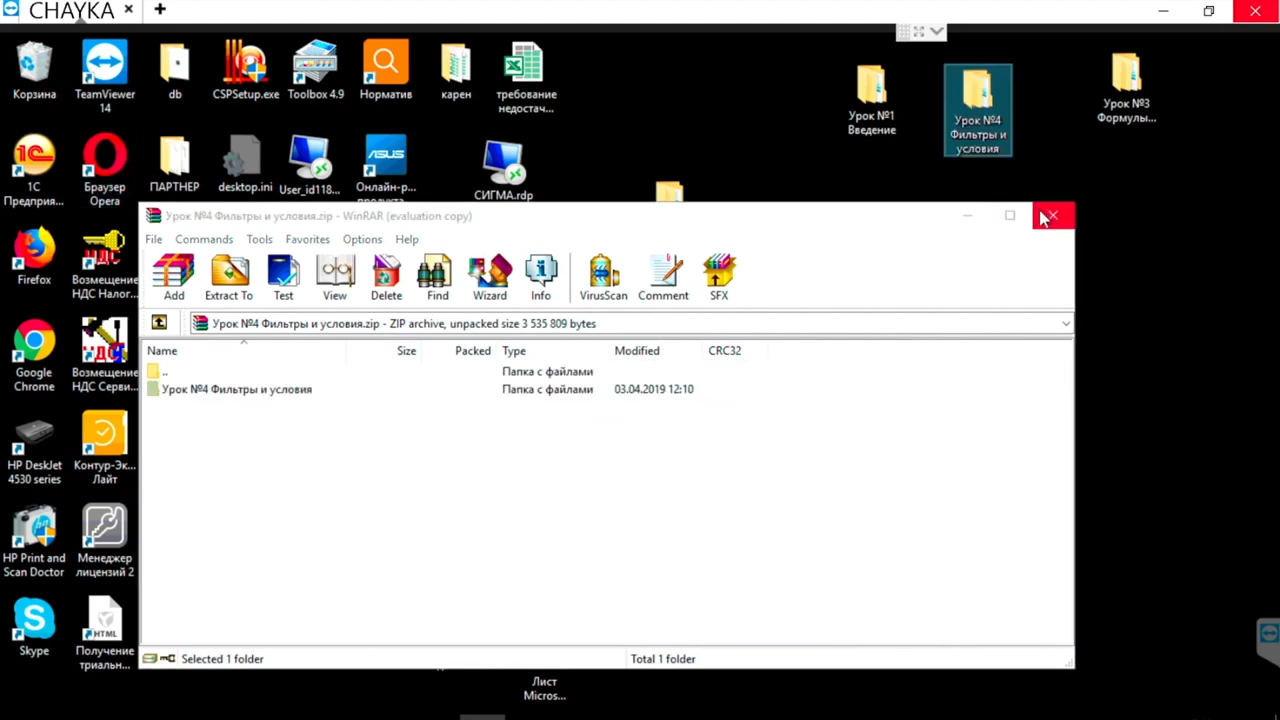 CHAYKA
Корзина
TeamViewer
14
db
CSPSetup.exe
Toolbox 4.9
Норматив
карен
требование
недостач...
Урок №1
Введение
Урок №4
Фильтры и
условия
Урок №3
Формулы...
1С
Предприя...
Браузер
Opera
ПАРТНЕР
desktop.ini
User_id118...
Онлайн-р...
СИГМА.rdp
Firefox
Возмещение
НДС Налог...
Google
Chrome
Возмещение
НДС Серви...
HP DeskJet
4530 series
Контур-Эк...
Лайт
HP Print and
Scan Doctor
Менеджер
лицензий 2
Skype
Получение
триальн...
Урок №4 Фильтры и условия.zip - WinRAR (evaluation copy)
File Commands Tools Favorites Options Help
Add Extract To Test View Delete Find Wizard Info VirusScan Comment SFX
Урок №4 Фильтры и условия.zip - ZIP archive, unpacked size 3 535 809 bytes
Name Size Packed Type Modified CRC32
.. Папка с файлами
Урок №4 Фильтры и условия Папка с файлами 03.04.2019 12:10
Selected 1 folder Total 1 folder
Лист
Micros...